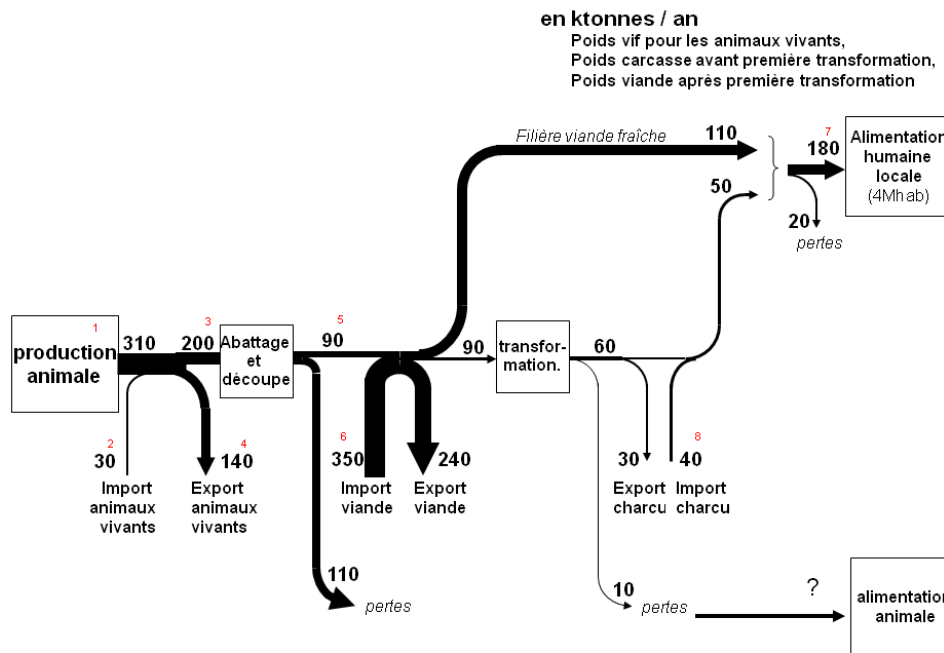 en ktonnes / an
Poids vif pour les animaux vivants,
Poids carcasse avant première transformation,
Poids viande après première transformation
Filière viande fraîche
110
7
180
Alimentation
humaine
locale
(4Mhab)
50
20
pertes
1
production
animale
310
3
200
Abattage
et
découpe
5
90
90
transfor-
mation.
60
2
30
Import
animaux
vivants
4
140
Export
animaux
vivants
6
350
Import
viande
240
Export
viande
30
Export
charcu
8
40
Import
charcu
110
pertes
10
pertes
?
alimentation
animale